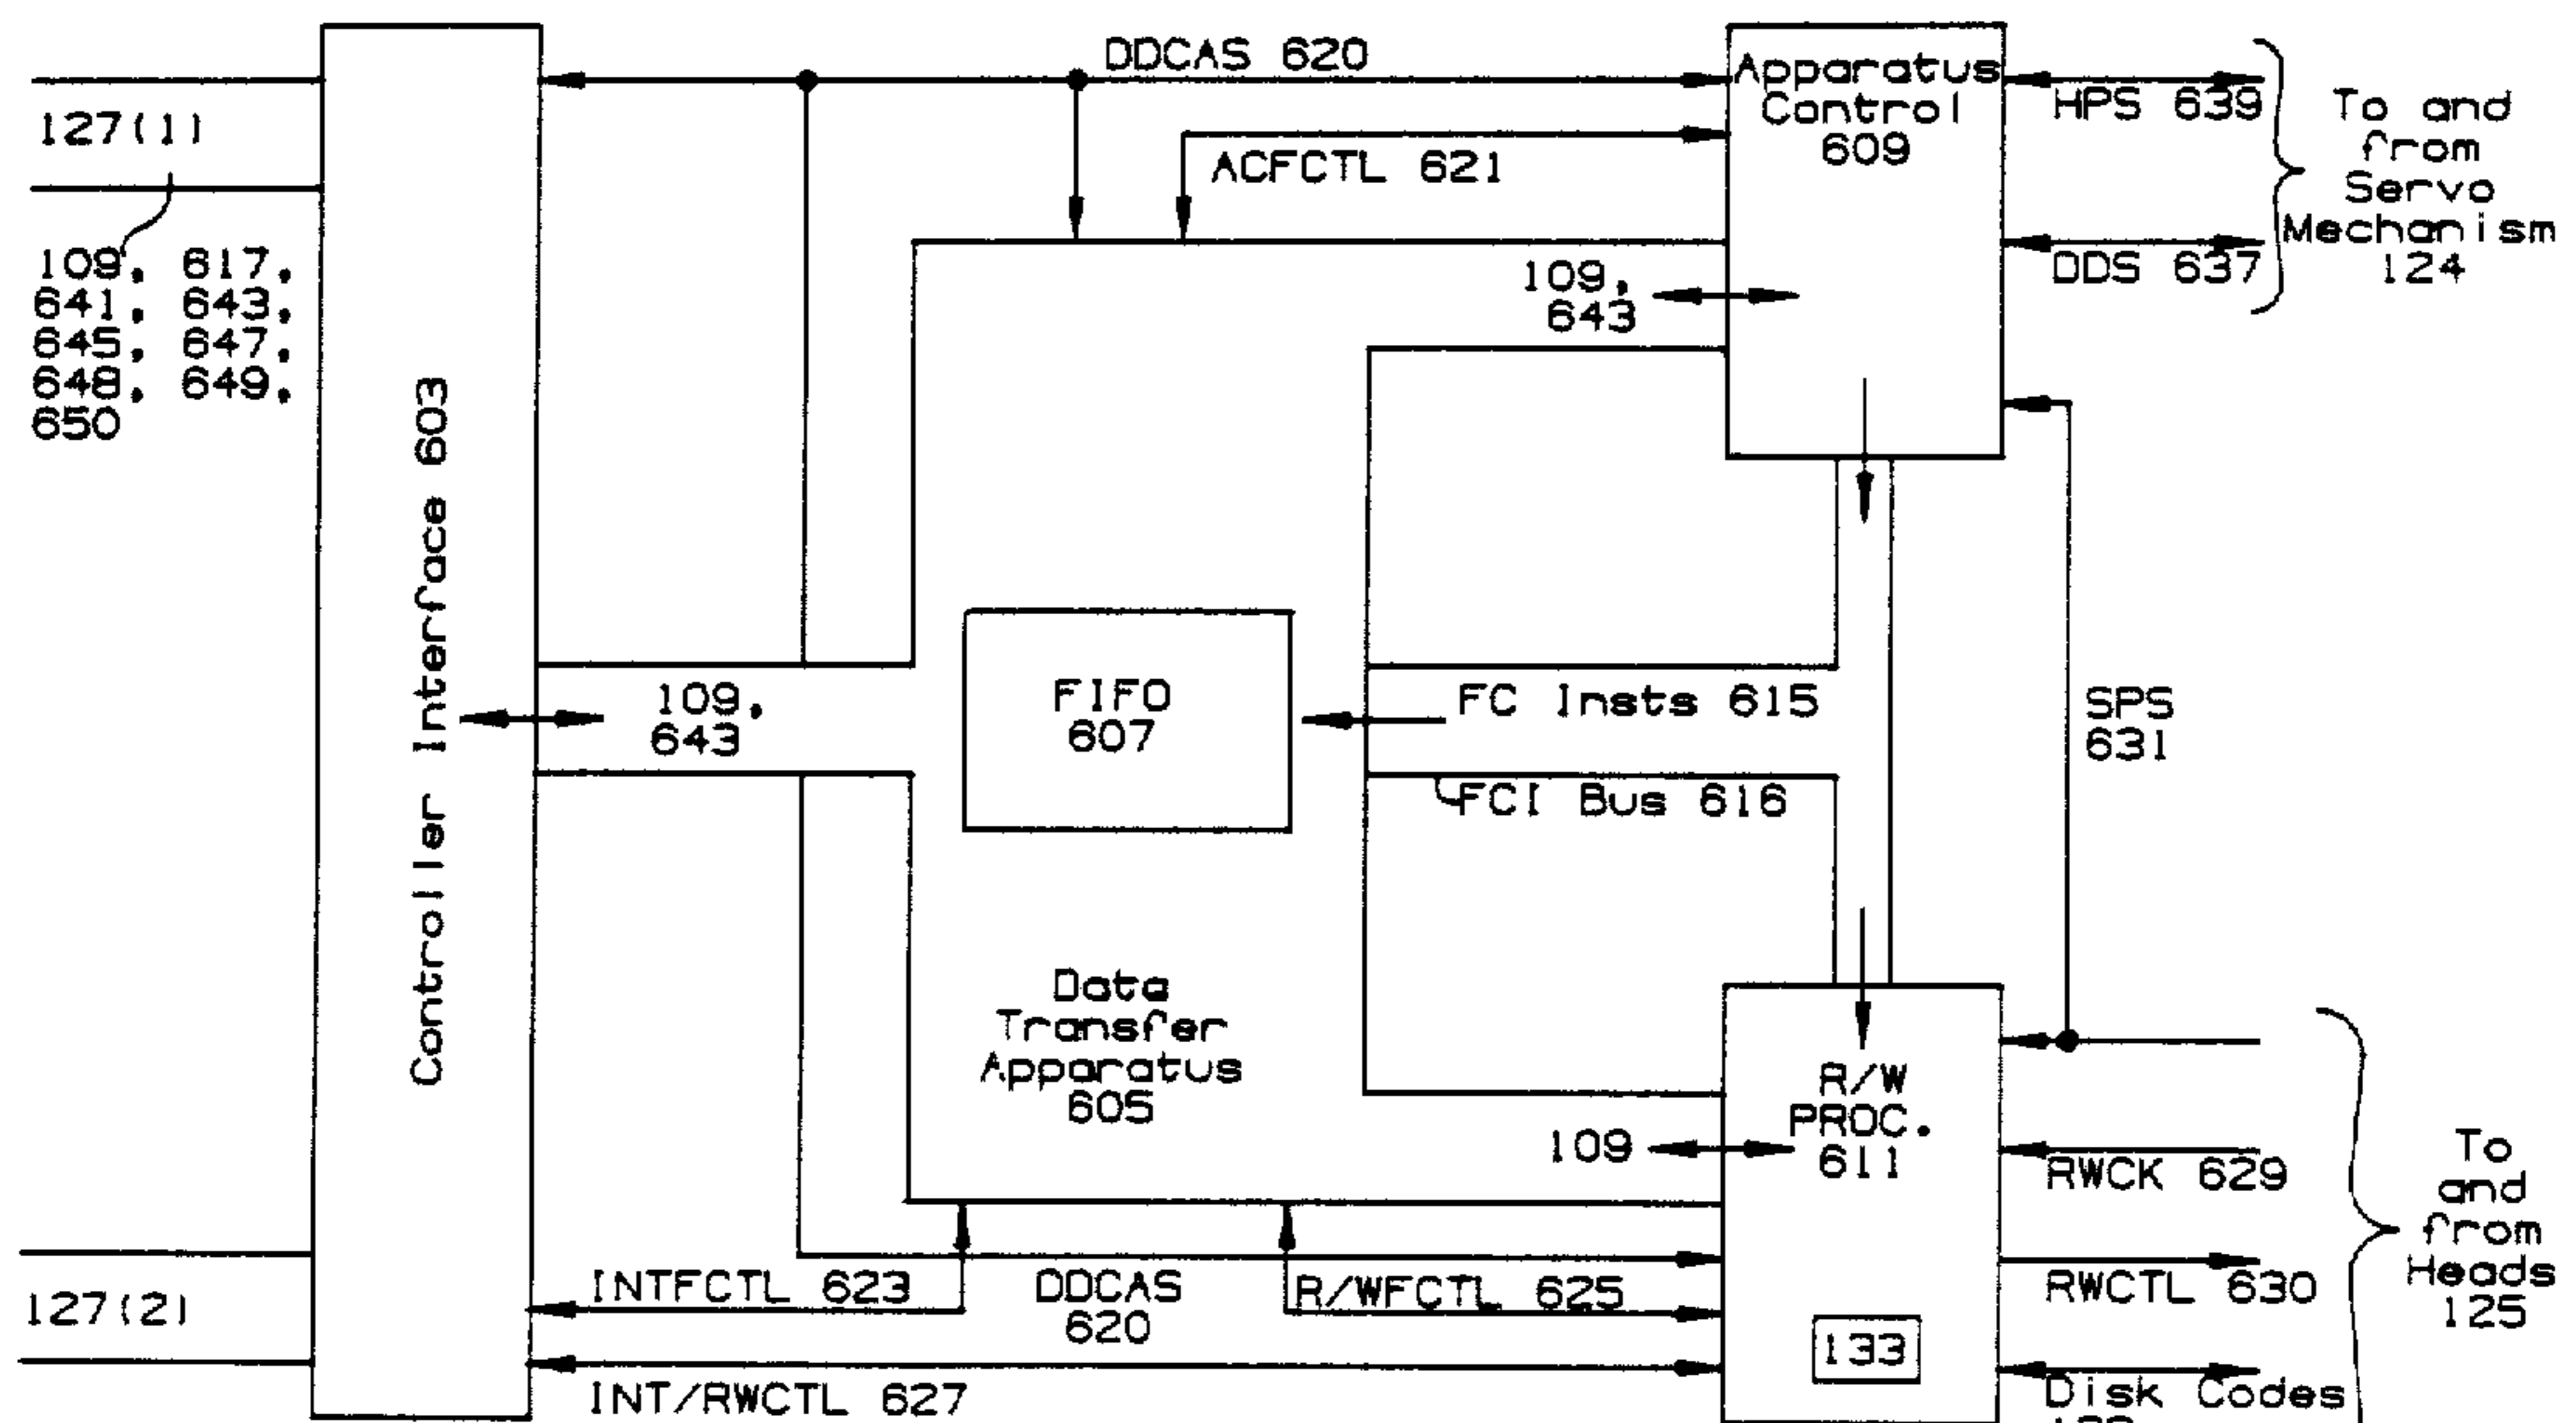 127(1)
109, 617,
641, 643,
645, 647,
648, 649,
650
Controller Interface 603
127(2)
DDCAS 620
ACFCTL 621
Apparatus
Control
609
HPS 639
DDS 637
To and
from
Servo
Mechanism
124
109,
643
109,
643
FIFO
607
FC Insts 615
FCI Bus 616
SPS
631
Data
Transfer
Apparatus
605
109
R/W
PROC.
611
133
RWCK 629
RWCTL 630
Disk Codes
To
and
from
Heads
125
INTFCTL 623
DDCAS
620
R/WFCTL 625
INT/RWCTL 627